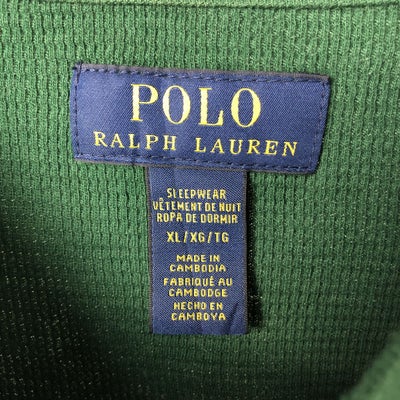 POLO
RALPH LAUREN
SLEEPWEAR
VÊTEMENT DE NUIT
ROPA DE DORMIR
XL/XG/TG
MADE IN
CAMBODIA
FABRIQUÉ AU
CAMBODGE
HECHO EN
CAMBOYA